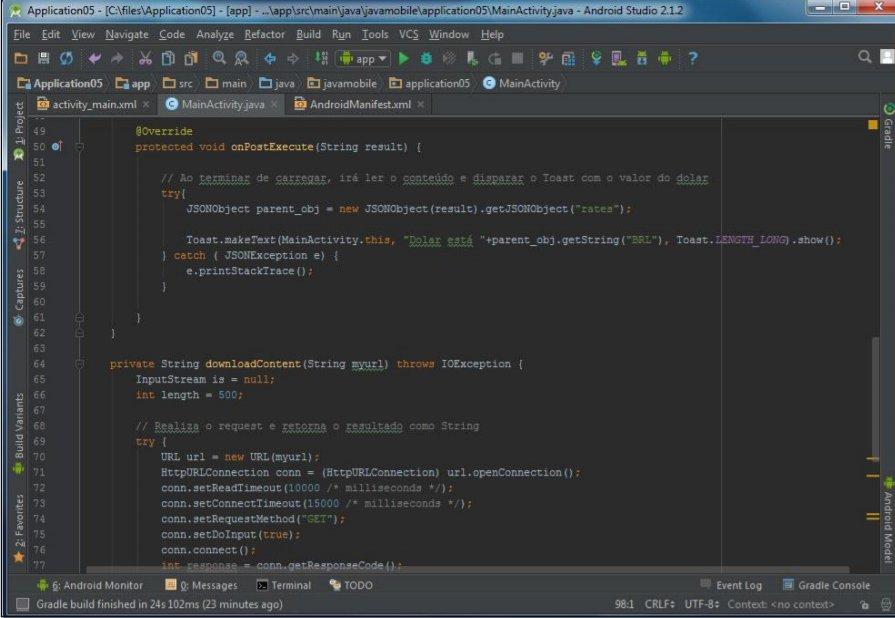 Application05 - [C:\files\Application05] - [app] - ...\app\src\main\java\javamobile\application05\MainActivity.java - Android Studio 2.1.2
File Edit View Navigate Code Analyze Refactor Build Run Tools VCS Window Help
app
Application05 app src main java javamobile application05 MainActivity
activity_main.xml MainActivity.java AndroidManifest.xml
1: Project
7: Structure
Captures
Build Variants
2: Favorites
Gradle
Android Model
49 @Override
50 protected void onPostExecute(String result) {
51
52 // Ao terminar de carregar, irá ler o conteúdo e disparar o Toast com o valor do dolar
53 try{
54 JSONObject parent_obj = new JSONObject(result).getJSONObject("rates");
55
56 Toast.makeText(MainActivity.this, "Dolar está "+parent_obj.getString("BRL"), Toast.LENGTH_LONG).show();
57 } catch ( JSONException e) {
58 e.printStackTrace();
59 }
60
61 }
62 }
63
64 private String downloadContent(String myurl) throws IOException {
65 InputStream is = null;
66 int length = 500;
67
68 // Realiza o request e retorna o resultado como String
69 try {
70 URL url = new URL(myurl);
71 HttpURLConnection conn = (HttpURLConnection) url.openConnection();
72 conn.setReadTimeout(10000 /* milliseconds */);
73 conn.setConnectTimeout(15000 /* milliseconds */);
74 conn.setRequestMethod("GET");
75 conn.setDoInput(true);
76 conn.connect();
77 int response = conn.getResponseCode();
6: Android Monitor 0: Messages Terminal TODO Event Log Gradle Console
Gradle build finished in 24s 102ms (23 minutes ago) 98:1 CRLF UTF-8 Context: <no context>